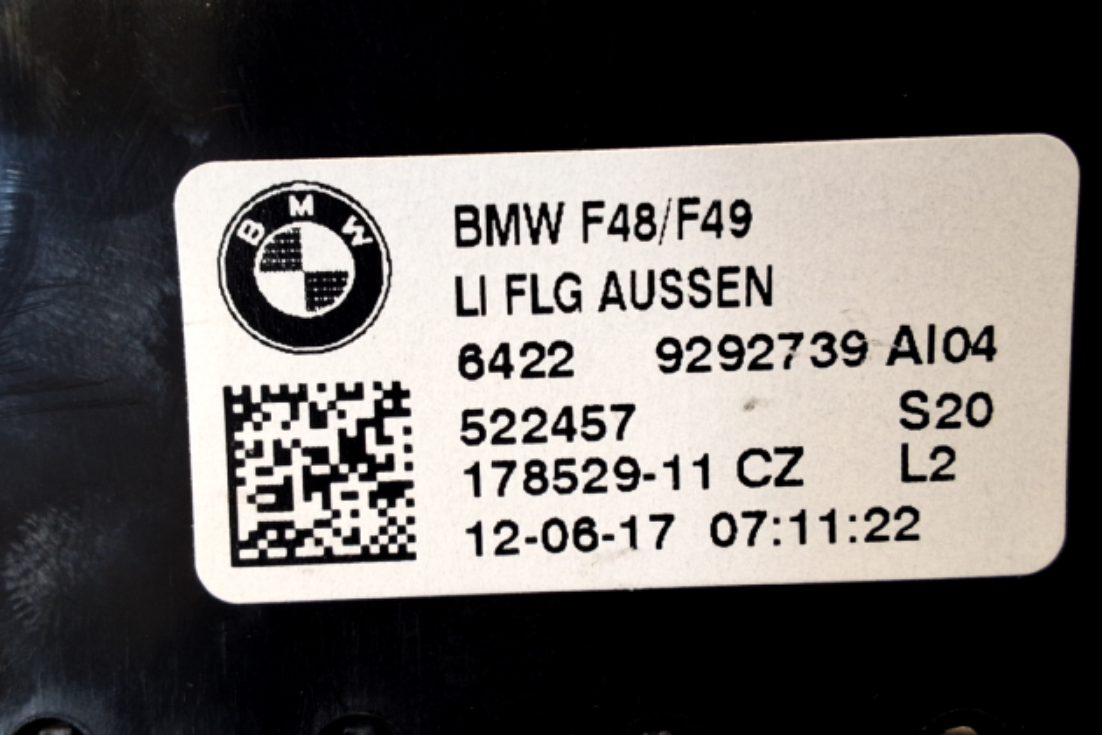 BMW
BMW F48/F49
LI FLG AUSSEN
6422 9292739 AI04
522457 S20
178529-11 CZ L2
12-06-17 07:11:22